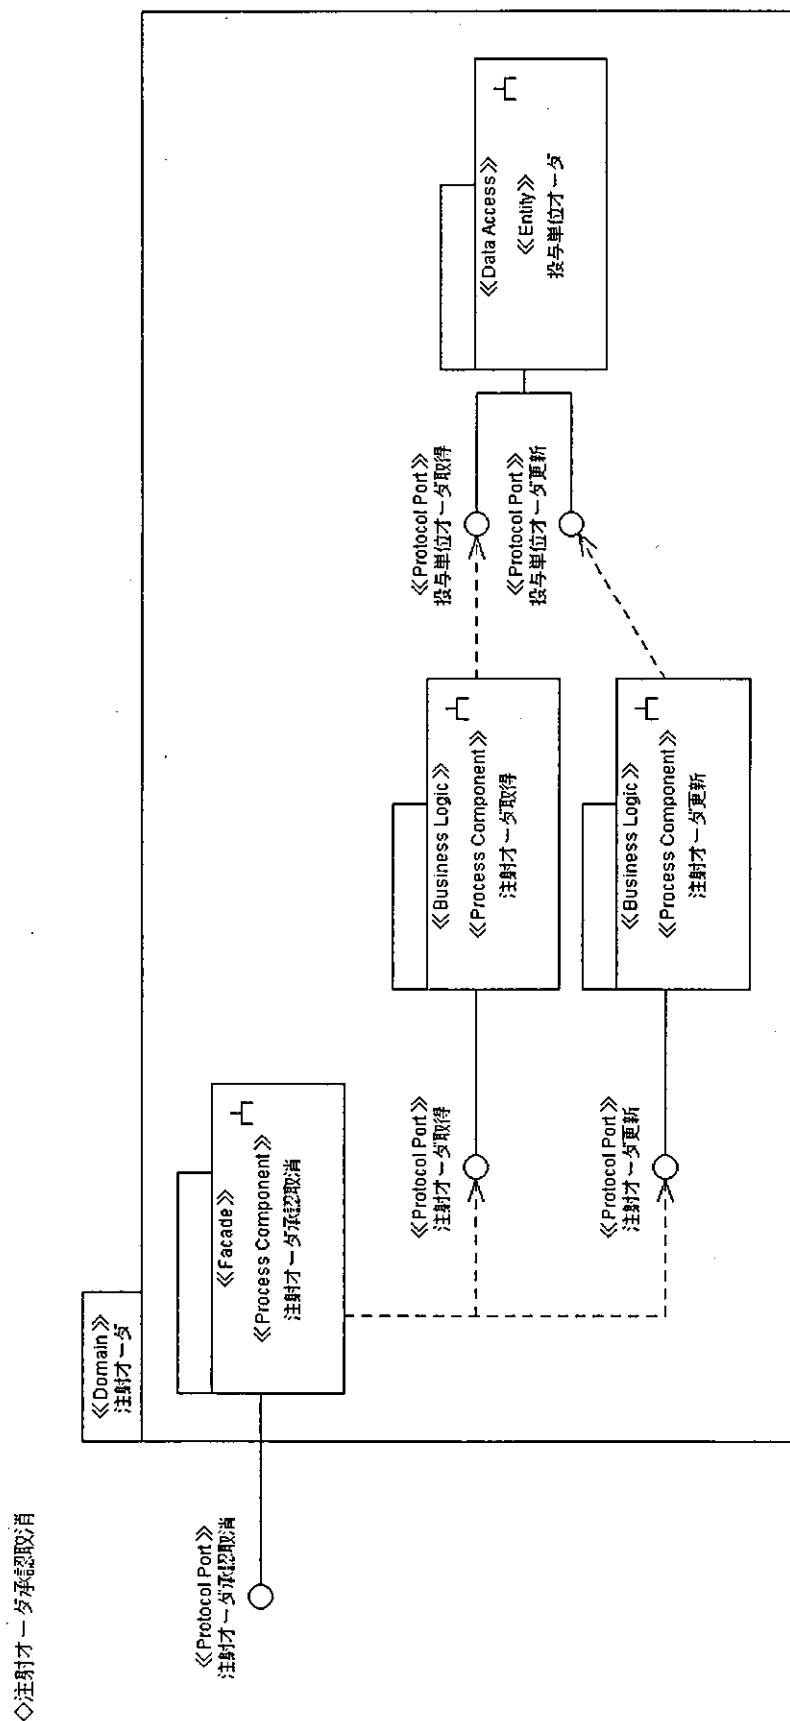 ◇注射オーダ承認取消
≪Domain≫
注射オーダ
≪Protocol Port≫
注射オーダ承認取消
≪Facade≫
≪Process Component≫
注射オーダ承認取消
≪Protocol Port≫
注射オーダ取得
≪Business Logic≫
≪Process Component≫
注射オーダ取得
≪Protocol Port≫
投与単位オーダ取得
≪Protocol Port≫
注射オーダ更新
≪Business Logic≫
≪Process Component≫
注射オーダ更新
≪Protocol Port≫
投与単位オーダ更新
≪Data Access≫
≪Entity≫
投与単位オーダ